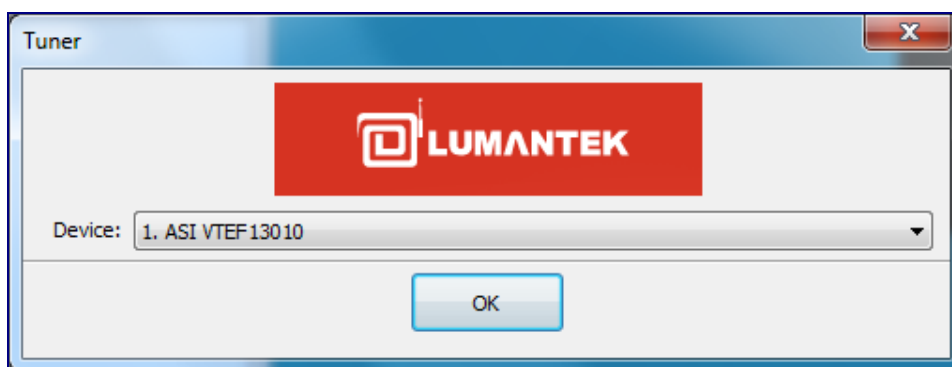 Tuner
LUMANTEK
Device: 1. ASI VTEF13010
OK